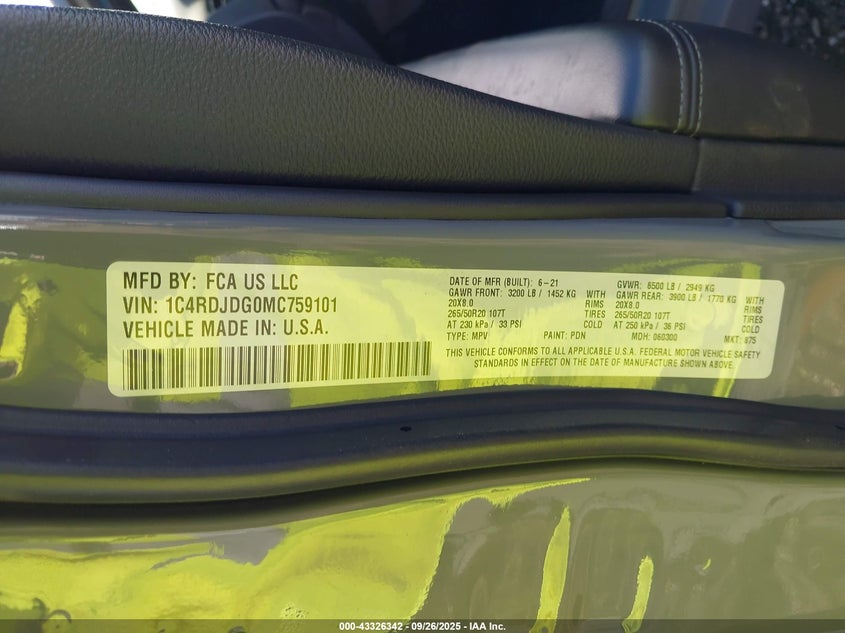 MFD BY: FCA US LLC
VIN: 1C4RDJDG0MC759101
VEHICLE MADE IN: U.S.A.
DATE OF MFR (BUILT): 6-21
GAWR FRONT: 3200 LB / 1452 KG WITH
20X8.0 RIMS
265/50R20 107T TIRES
AT 230 kPa / 33 PSI COLD
TYPE: MPV PAINT: PDN
GVWR: 6500 LB / 2949 KG
GAWR REAR: 3900 LB / 1770 KG WITH
20X8.0 RIMS
265/50R20 107T TIRES
AT 250 kPa / 36 PSI COLD
MDH: 060300 MKT: 875
THIS VEHICLE CONFORMS TO ALL APPLICABLE U.S.A. FEDERAL MOTOR VEHICLE SAFETY
STANDARDS IN EFFECT ON THE DATE OF MANUFACTURE SHOWN ABOVE.
000-43326342 - 09/26/2025 - IAA Inc.